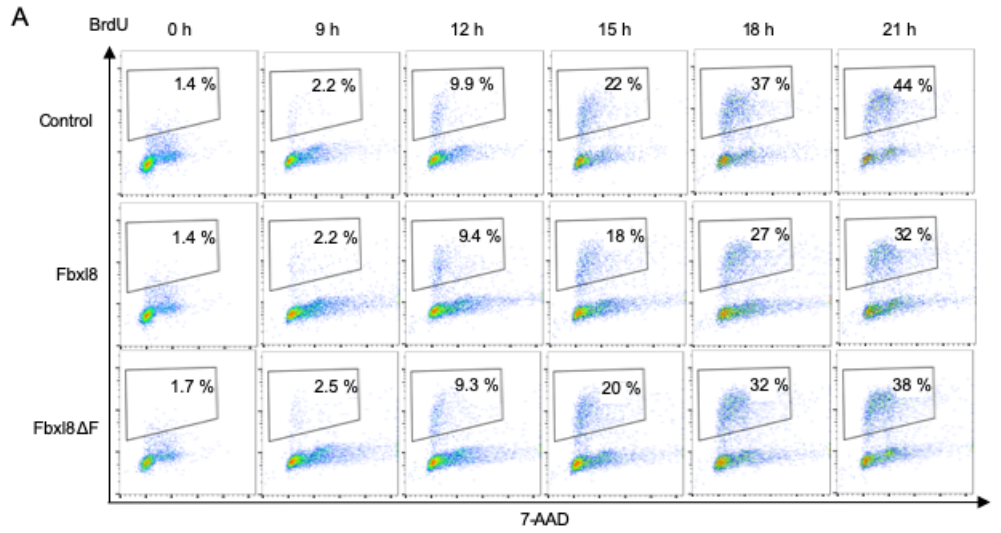 A
BrdU
0 h 9 h 12 h 15 h 18 h 21 h
Control 1.4 % 2.2 % 9.9 % 22 % 37 % 44 %
Fbxl8 1.4 % 2.2 % 9.4 % 18 % 27 % 32 %
Fbxl8ΔF 1.7 % 2.5 % 9.3 % 20 % 32 % 38 %
7-AAD